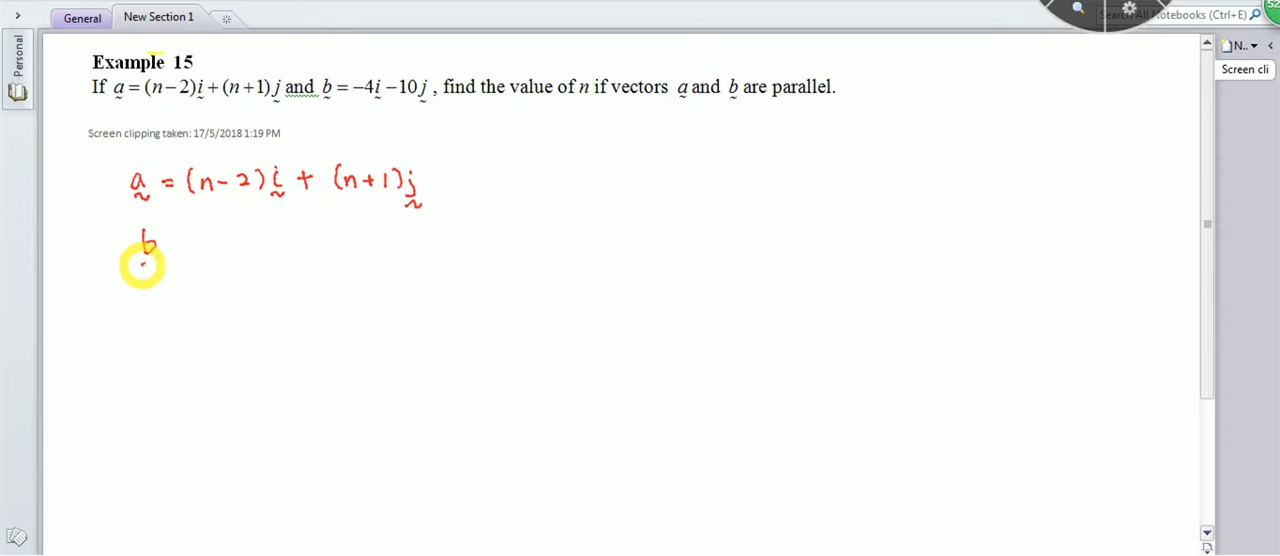 General
New Section 1
Search All Notebooks (Ctrl+E)
52
Personal
N..
Screen cli
Example 15
If a = (n−2)i + (n+1)j and b = −4i −10j , find the value of n if vectors a and b are parallel.
Screen clipping taken: 17/5/2018 1:19 PM
a = (n-2)i + (n+1)j
b